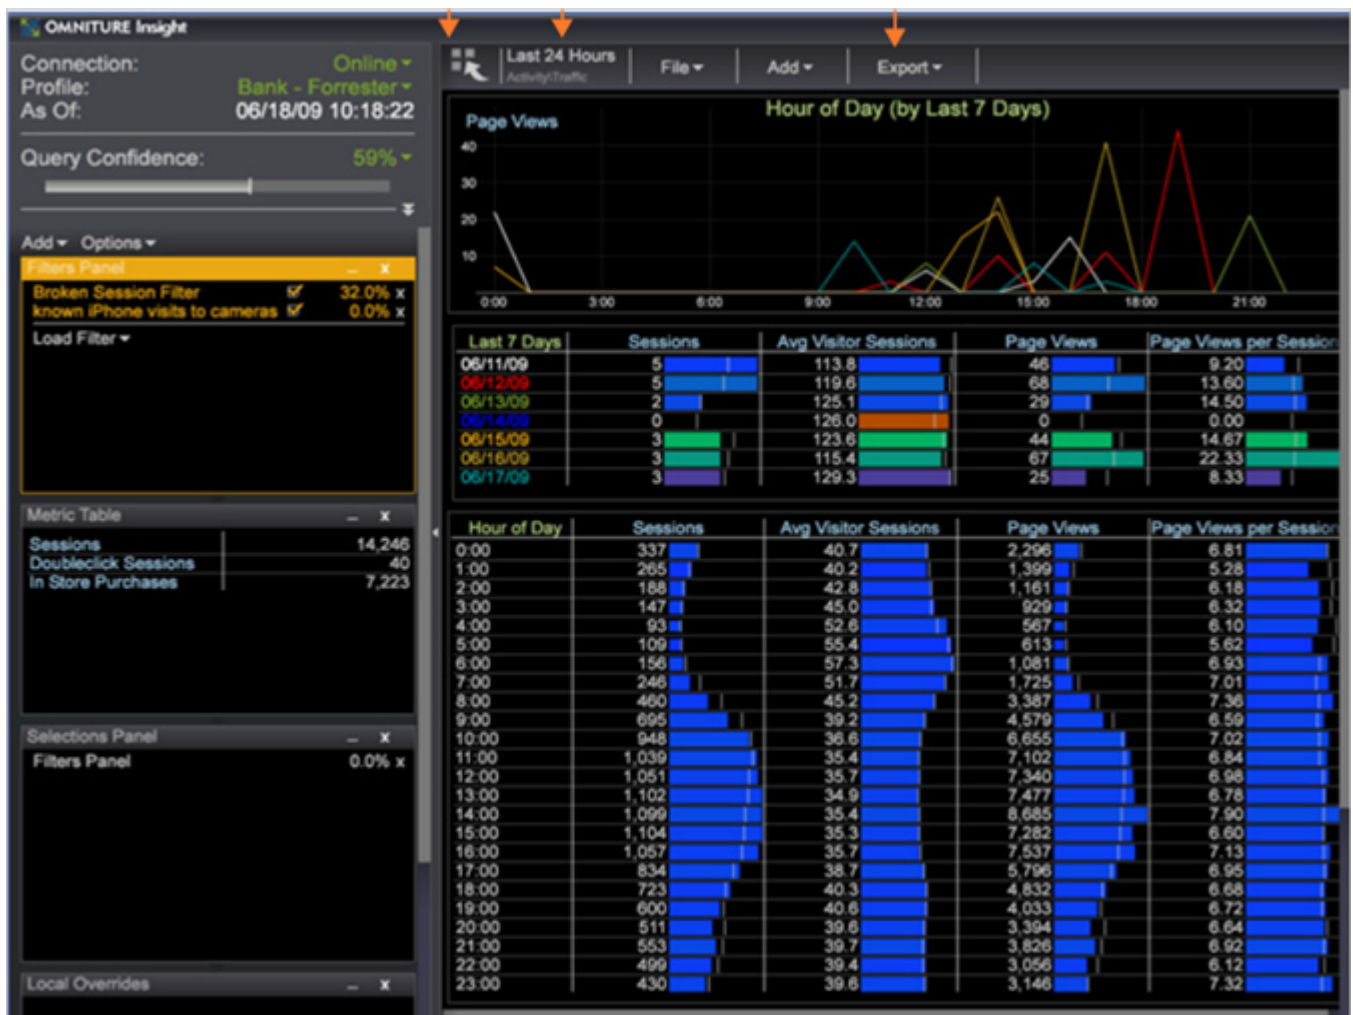 OMNITURE Insight
Connection: Online
Profile: Bank - Forrester
As Of: 06/18/09 10:18:22
Query Confidence: 59%
Add Options
Filters Panel _ x
Broken Session Filter 32.0% x
known iPhone visits to cameras 0.0% x
Load Filter
Metric Table _ x
Sessions 14,246
Doubleclick Sessions 40
In Store Purchases 7,223
Selections Panel _ x
Filters Panel 0.0% x
Local Overrides _ x
Last 24 Hours File Add Export
Activity\Traffic
Hour of Day (by Last 7 Days)
Page Views
40
30
20
10
0:00 3:00 6:00 9:00 12:00 15:00 18:00 21:00
Last 7 Days Sessions Avg Visitor Sessions Page Views Page Views per Session
06/11/09 5 113.8 46 9.20
06/12/09 5 119.6 68 13.60
06/13/09 2 125.1 29 14.50
06/14/09 0 126.0 0 0.00
06/15/09 3 123.6 44 14.67
06/16/09 3 115.4 67 22.33
06/17/09 3 129.3 25 8.33
Hour of Day Sessions Avg Visitor Sessions Page Views Page Views per Session
0:00 337 40.7 2,296 6.81
1:00 265 40.2 1,399 5.28
2:00 188 42.8 1,161 6.18
3:00 147 45.0 929 6.32
4:00 93 52.6 567 6.10
5:00 109 55.4 613 5.62
6:00 156 57.3 1,081 6.93
7:00 246 51.7 1,725 7.01
8:00 460 45.2 3,387 7.36
9:00 695 39.2 4,579 6.59
10:00 948 36.6 6,655 7.02
11:00 1,039 35.4 7,102 6.84
12:00 1,051 35.7 7,340 6.98
13:00 1,102 34.9 7,477 6.78
14:00 1,099 35.4 8,685 7.90
15:00 1,104 35.3 7,282 6.60
16:00 1,057 35.7 7,537 7.13
17:00 834 38.7 5,796 6.95
18:00 723 40.3 4,832 6.68
19:00 600 40.6 4,033 6.72
20:00 511 39.6 3,394 6.64
21:00 553 39.7 3,826 6.92
22:00 499 39.4 3,056 6.12
23:00 430 39.6 3,146 7.32